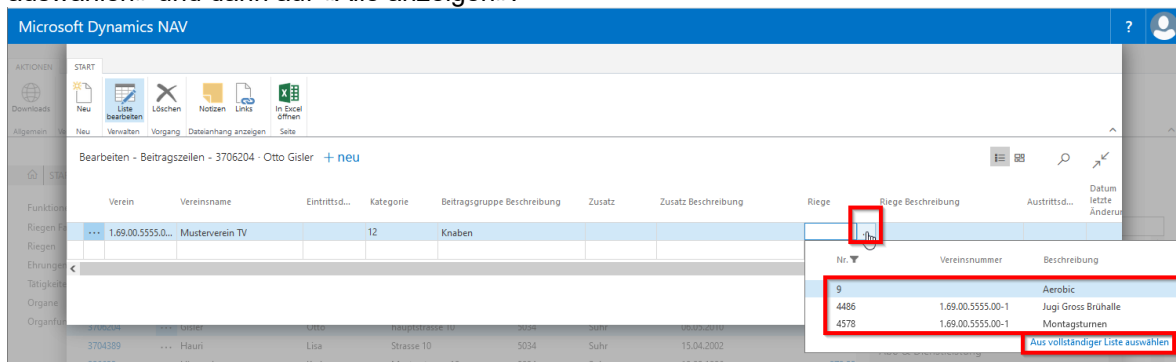 auswählen» und dann auf «Alle anzeigen».
Microsoft Dynamics NAV ?
AKTIONEN START
Downloads Neu Liste bearbeiten Löschen Notizen Links In Excel öffnen
Allgemein Neu Verwalten Vorgang Dateianhang anzeigen Seite
Bearbeiten - Beitragszeilen - 3706204 · Otto Gisler + neu
STA
Verein Vereinsname Eintrittsd... Kategorie Beitragsgruppe Beschreibung Zusatz Zusatz Beschreibung Riege Riege Beschreibung Austrittsd... Datum letzte Änderun
Funktion
Riegen Fe
... 1.69.00.5555.0... Musterverein TV 12 Knaben
Riegen
Ehrungen
Tätigkeite
Organe
Organfun
Nr. Vereinsnummer Beschreibung
9 Aerobic
4486 1.69.00.5555.00-1 Jugi Gross Brühalle
4578 1.69.00.5555.00-1 Montagsturnen
Aus vollständiger Liste auswählen
3706204 ... Gisler Otto hauptstrasse 10 5034 Suhr 06.05.2010
3704389 ... Hauri Lisa Strasse 10 5034 Suhr 15.04.2002